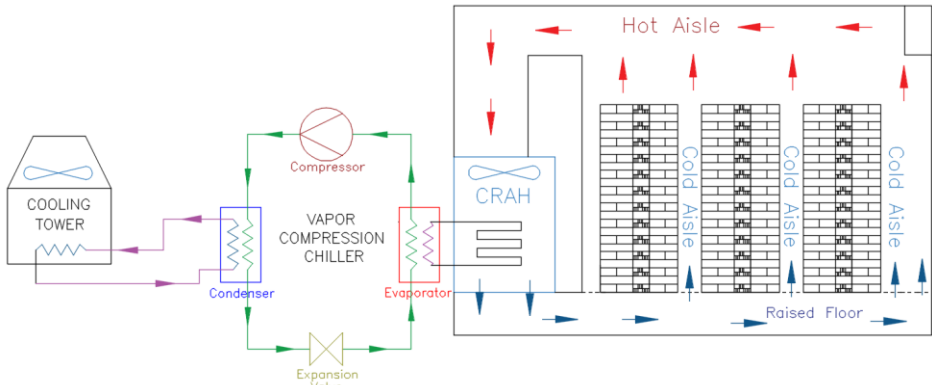 Hot Aisle
Compressor
COOLING
TOWER
VAPOR
COMPRESSION
CHILLER
CRAH
Cold Aisle
Cold Aisle
Cold Aisle
Condenser
Evaporator
Raised Floor
Expansion